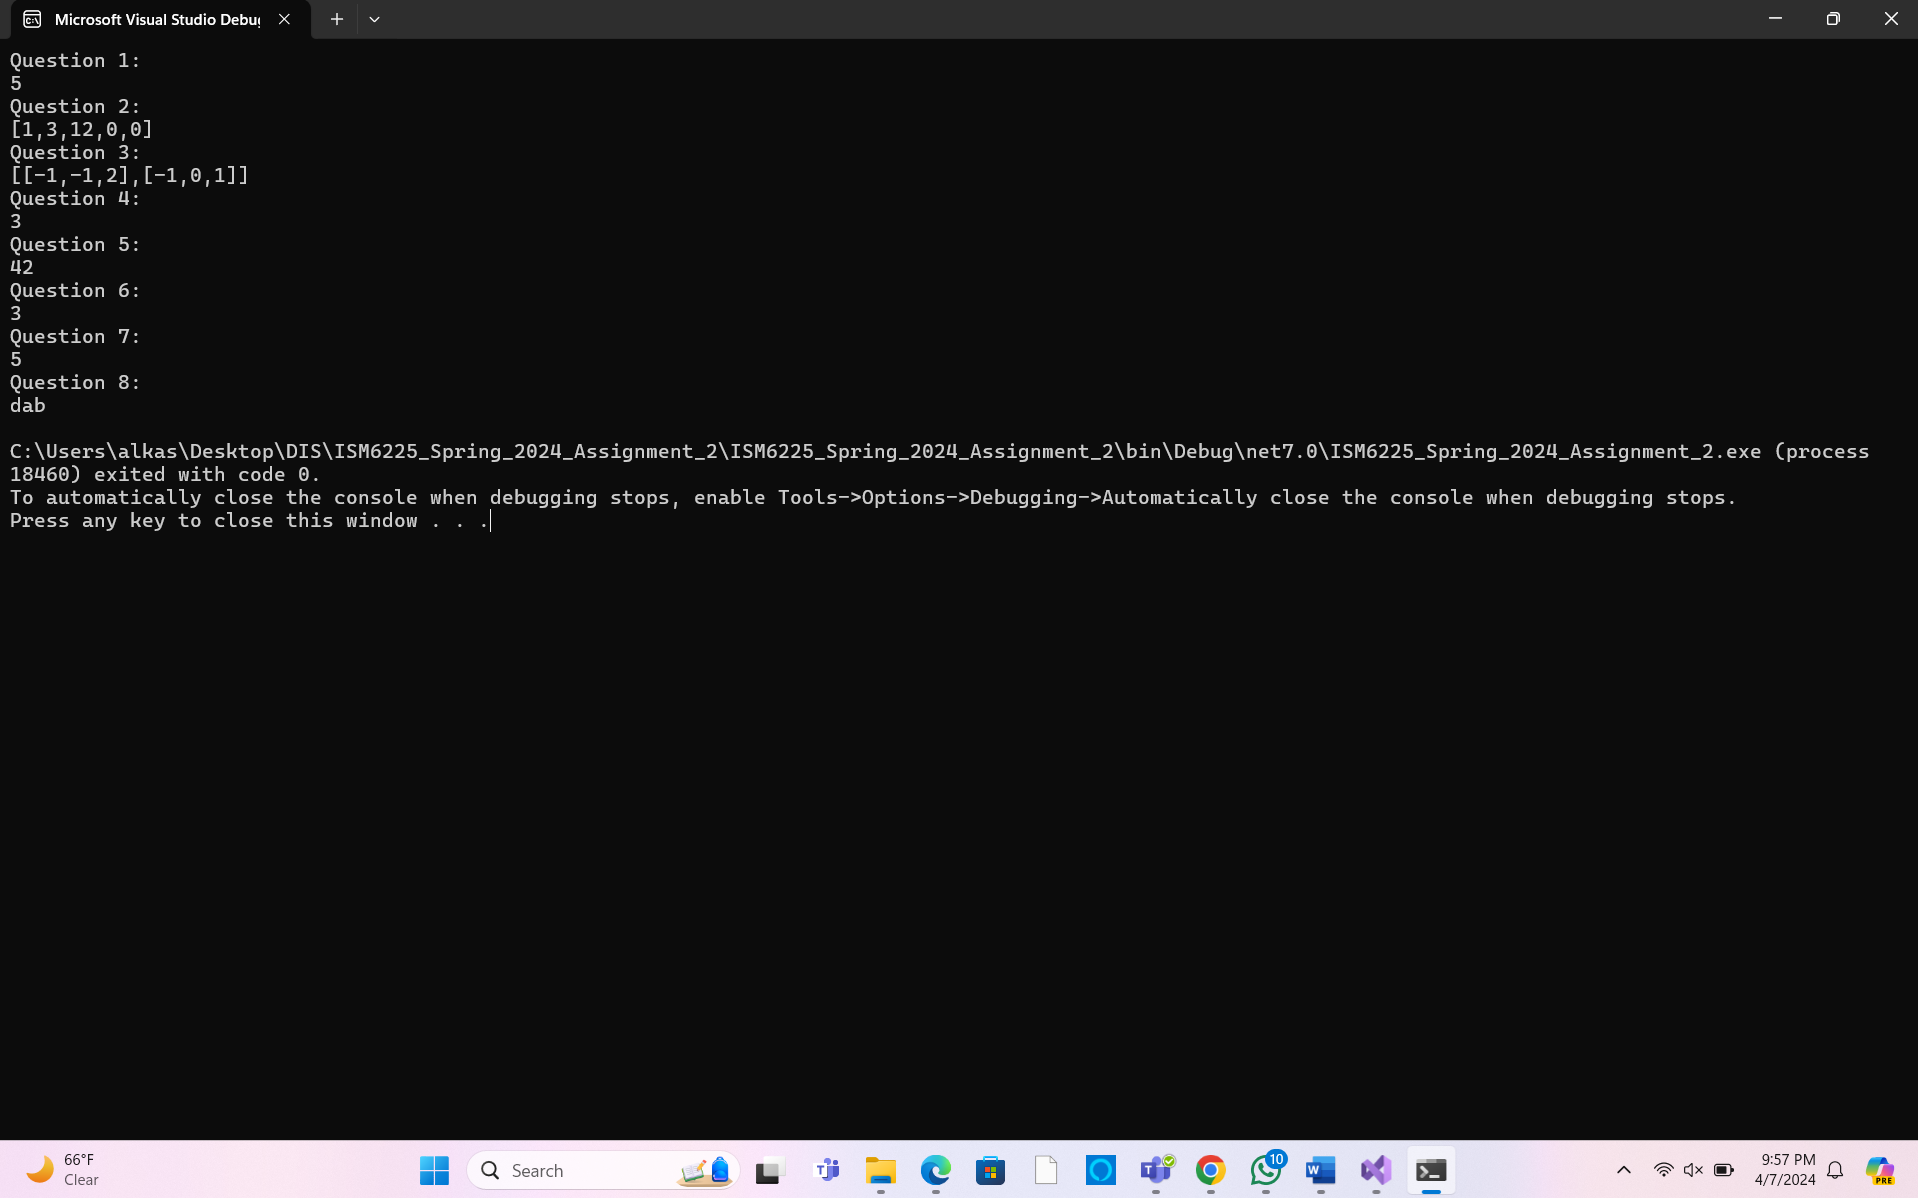 Microsoft Visual Studio Debug
Question 1:
5
Question 2:
[1,3,12,0,0]
Question 3:
[[-1,-1,2],[-1,0,1]]
Question 4:
3
Question 5:
42
Question 6:
3
Question 7:
5
Question 8:
dab
C:\Users\alkas\Desktop\DIS\ISM6225_Spring_2024_Assignment_2\ISM6225_Spring_2024_Assignment_2\bin\Debug\net7.0\ISM6225_Spring_2024_Assignment_2.exe (process
18460) exited with code 0.
To automatically close the console when debugging stops, enable Tools->Options->Debugging->Automatically close the console when debugging stops.
Press any key to close this window . . .
66°F
Clear
Search
10
9:57 PM
4/7/2024
PRE